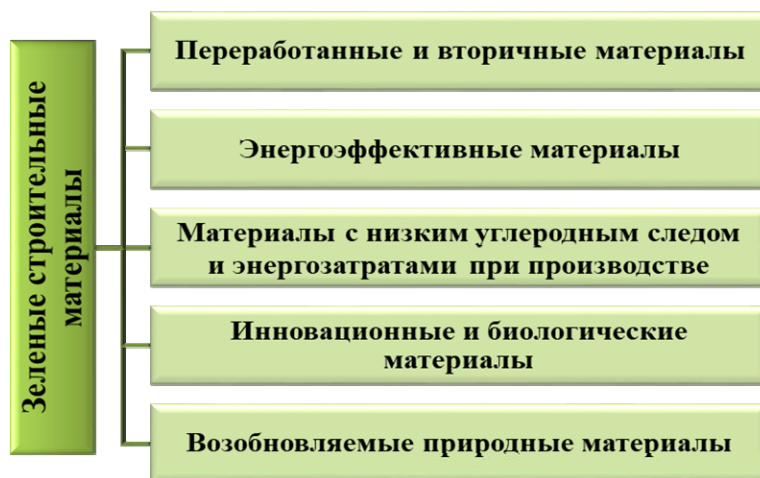 Зеленые строительные
материалы
Переработанные и вторичные материалы
Энергоэффективные материалы
Материалы с низким углеродным следом
и энергозатратами при производстве
Инновационные и биологические
материалы
Возобновляемые природные материалы